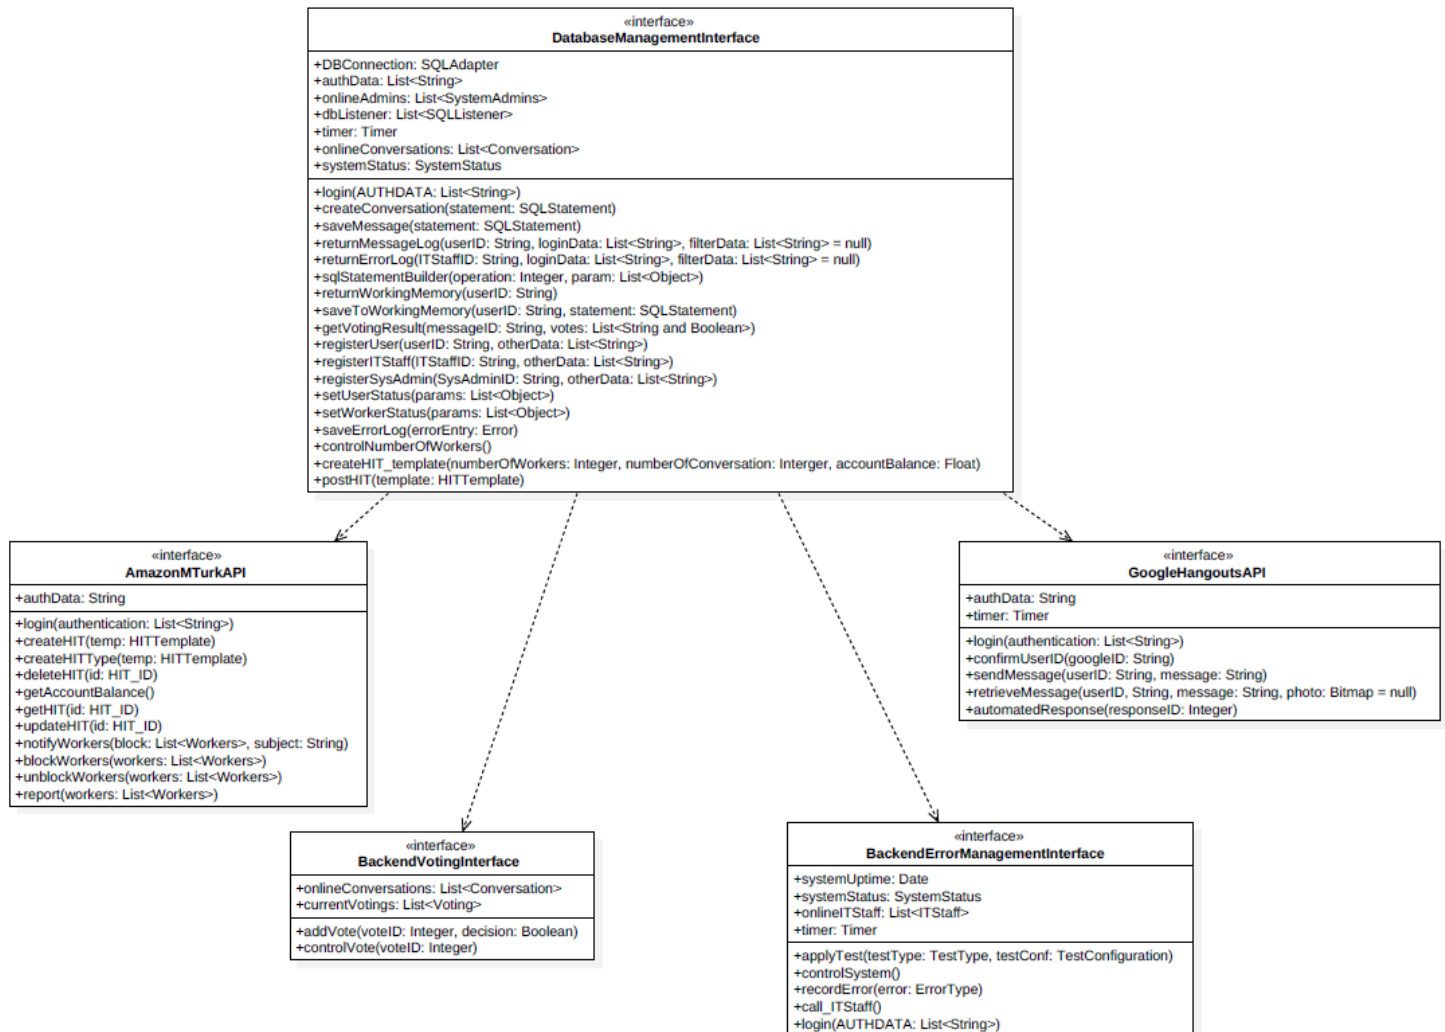 «interface»
DatabaseManagementInterface
+DBConnection: SQLAdapter
+authData: List<String>
+onlineAdmins: List<SystemAdmins>
+dbListener: List<SQLListener>
+timer: Timer
+onlineConversations: List<Conversation>
+systemStatus: SystemStatus
+login(AUTHDATA: List<String>)
+createConversation(statement: SQLStatement)
+saveMessage(statement: SQLStatement)
+returnMessageLog(userID: String, loginData: List<String>, filterData: List<String> = null)
+returnErrorLog(ITStaffID: String, loginData: List<String>, filterData: List<String> = null)
+sqlStatementBuilder(operation: Integer, param: List<Object>)
+returnWorkingMemory(userID: String)
+saveToWorkingMemory(userID: String, statement: SQLStatement)
+getVotingResult(messageID: String, votes: List<String and Boolean>)
+registerUser(userID: String, otherData: List<String>)
+registerITStaff(ITStaffID: String, otherData: List<String>)
+registerSysAdmin(SysAdminID: String, otherData: List<String>)
+setUserStatus(params: List<Object>)
+setWorkerStatus(params: List<Object>)
+saveErrorLog(errorEntry: Error)
+controlNumberOfWorkers()
+createHIT_template(numberOfWorkers: Integer, numberOfConversation: Interger, accountBalance: Float)
+postHIT(template: HITTemplate)
«interface»
AmazonMTurkAPI
+authData: String
+login(authentication: List<String>)
+createHIT(temp: HITTemplate)
+createHITType(temp: HITTemplate)
+deleteHIT(id: HIT_ID)
+getAccountBalance()
+getHIT(id: HIT_ID)
+updateHIT(id: HIT_ID)
+notifyWorkers(block: List<Workers>, subject: String)
+blockWorkers(workers: List<Workers>)
+unblockWorkers(workers: List<Workers>)
+report(workers: List<Workers>)
«interface»
GoogleHangoutsAPI
+authData: String
+timer: Timer
+login(authentication: List<String>)
+confirmUserID(googleID: String)
+sendMessage(userID: String, message: String)
+retrieveMessage(userID, String, message: String, photo: Bitmap = null)
+automatedResponse(responseID: Integer)
«interface»
BackendVotingInterface
+onlineConversations: List<Conversation>
+currentVotings: List<Voting>
+addVote(voteID: Integer, decision: Boolean)
+controlVote(voteID: Integer)
«interface»
BackendErrorManagementInterface
+systemUptime: Date
+systemStatus: SystemStatus
+onlineITStaff: List<ITStaff>
+timer: Timer
+applyTest(testType: TestType, testConf: TestConfiguration)
+controlSystem()
+recordError(error: ErrorType)
+call_ITStaff()
+login(AUTHDATA: List<String>)